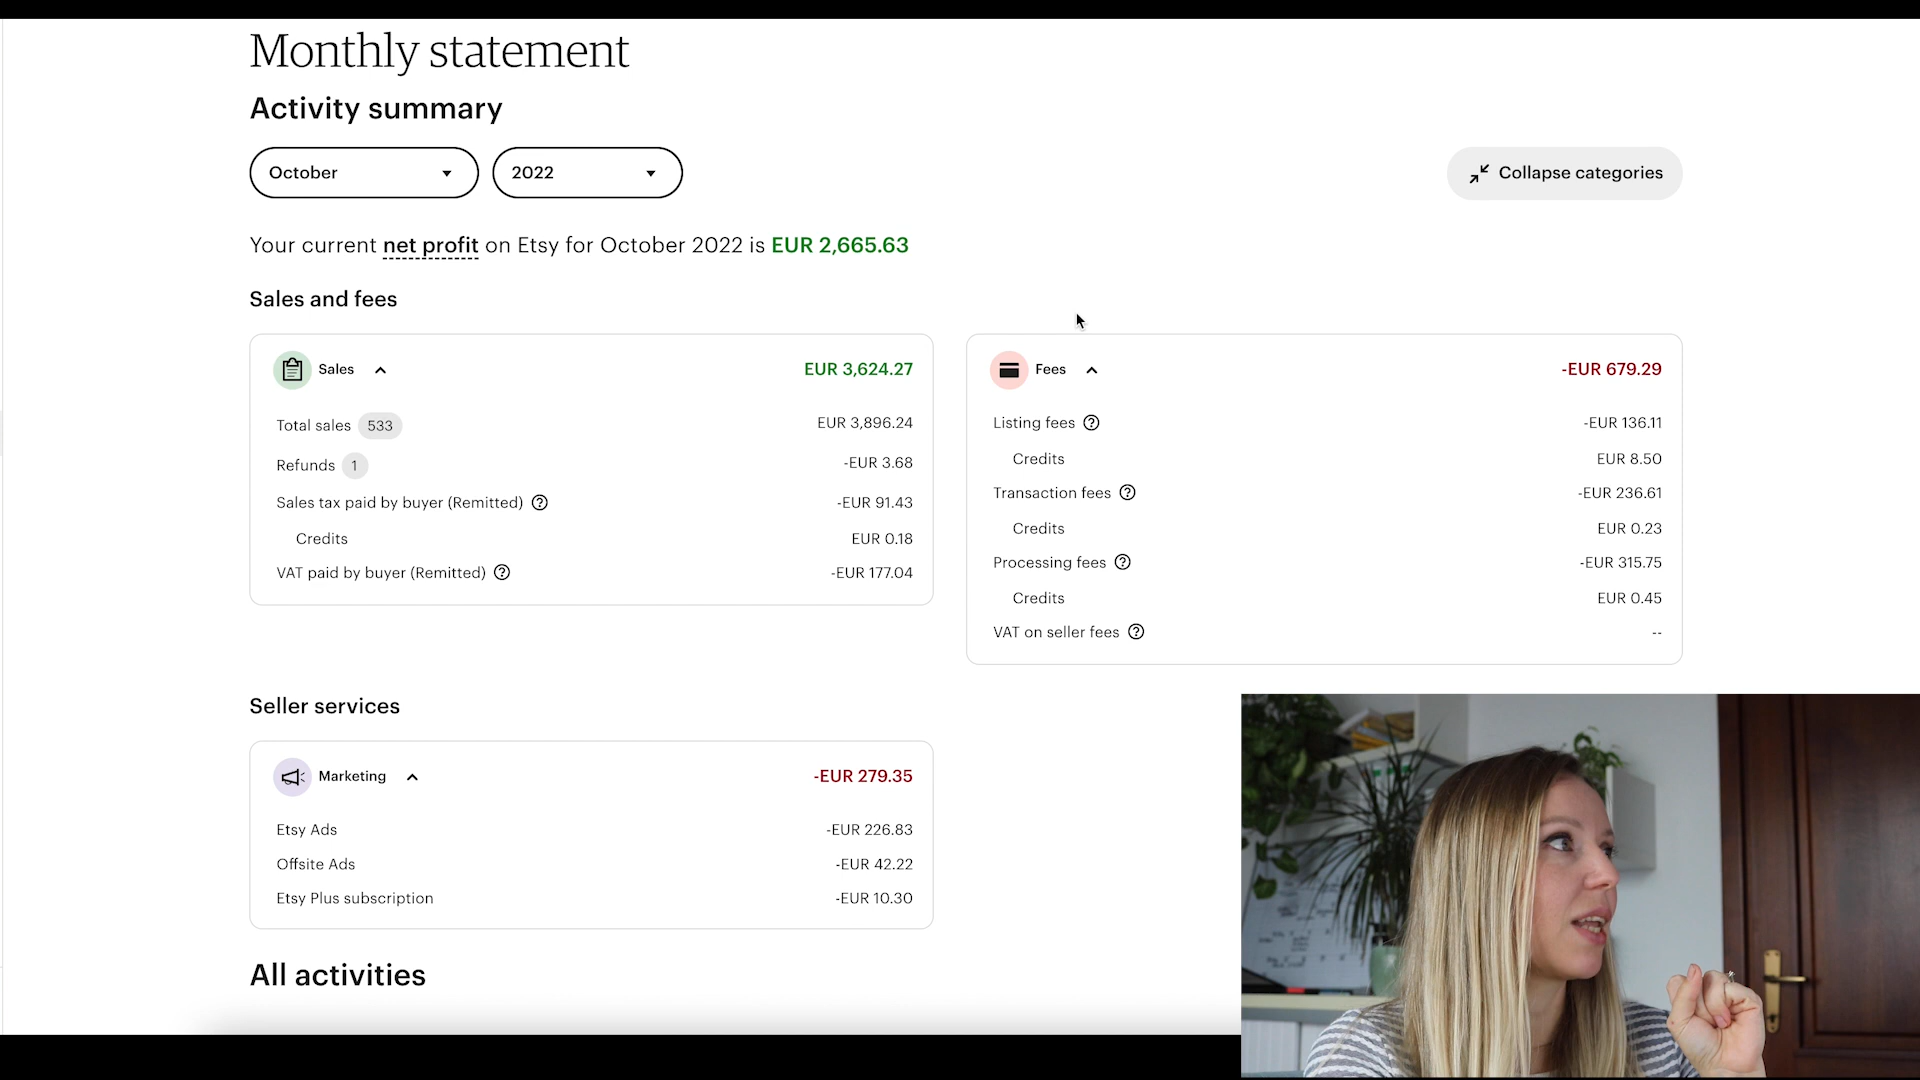 Monthly statement
Activity summary
October
2022
Collapse categories
Your current net profit on Etsy for October 2022 is EUR 2,665.63
Sales and fees
Sales EUR 3,624.27
Total sales 533 EUR 3,896.24
Refunds 1 -EUR 3.68
Sales tax paid by buyer (Remitted) ? -EUR 91.43
Credits EUR 0.18
VAT paid by buyer (Remitted) ? -EUR 177.04
Fees -EUR 679.29
Listing fees ? -EUR 136.11
Credits EUR 8.50
Transaction fees ? -EUR 236.61
Credits EUR 0.23
Processing fees ? -EUR 315.75
Credits EUR 0.45
VAT on seller fees ? --
Seller services
Marketing -EUR 279.35
Etsy Ads -EUR 226.83
Offsite Ads -EUR 42.22
Etsy Plus subscription -EUR 10.30
All activities